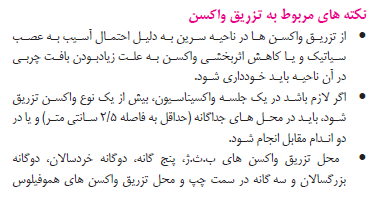 نکته های مربوط به تزریق واکسن
● از تزریق واکسن ها در ناحیه سرین به دلیل احتمال آسیب به عصب
سیاتیک و یا کاهش اثربخشی واکسن به علت زیادبودن بافت چربی
در آن ناحیه باید خودداری شود.
● اگر لازم باشد در یک جلسه واکسیناسیون، بیش از یک نوع واکسن تزریق
شود، باید در محل های جداگانه (حداقل به فاصله ۲/۵ سانتی متر) و یا در
دو اندام مقابل انجام شود.
● محل تزریق واکسن های ب.ث.ژ، پنج گانه، دوگانه خردسالان، دوگانه
بزرگسالان و سه گانه در سمت چپ و محل تزریق واکسن های هموفیلوس